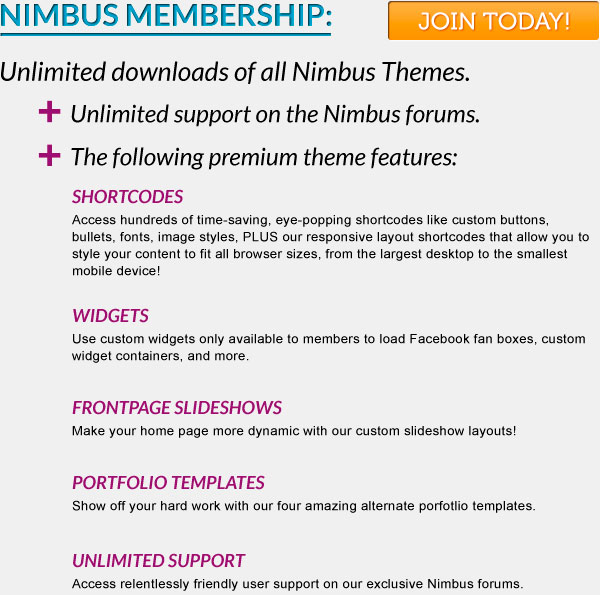 NIMBUS MEMBERSHIP:
JOIN TODAY!
Unlimited downloads of all Nimbus Themes.
+ Unlimited support on the Nimbus forums.
+ The following premium theme features:
SHORTCODES
Access hundreds of time-saving, eye-popping shortcodes like custom buttons,
bullets, fonts, image styles, PLUS our responsive layout shortcodes that allow you to
style your content to fit all browser sizes, from the largest desktop to the smallest
mobile device!
WIDGETS
Use custom widgets only available to members to load Facebook fan boxes, custom
widget containers, and more.
FRONTPAGE SLIDESHOWS
Make your home page more dynamic with our custom slideshow layouts!
PORTFOLIO TEMPLATES
Show off your hard work with our four amazing alternate porfotlio templates.
UNLIMITED SUPPORT
Access relentlessly friendly user support on our exclusive Nimbus forums.